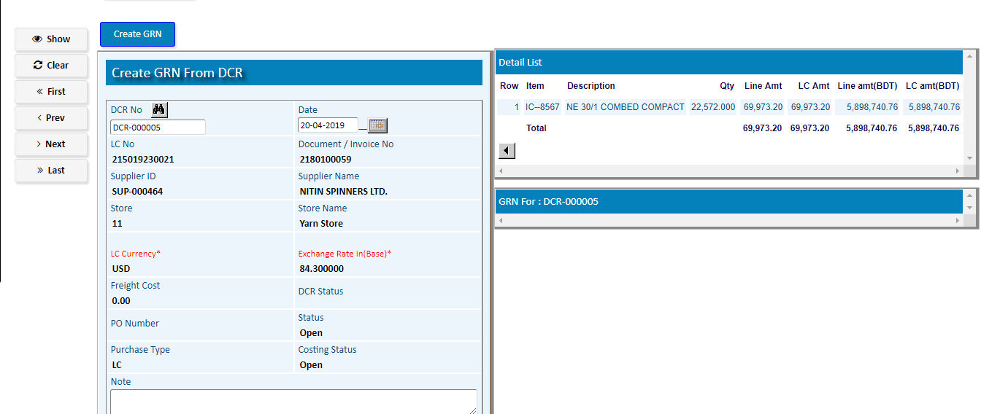 Show
Clear
First
Prev
Next
Last
Create GRN
Create GRN From DCR
DCR No
Date
DCR-000005
20-04-2019
LC No
Document / Invoice No
215019230021
2180100059
Supplier ID
Supplier Name
SUP-000464
NITIN SPINNERS LTD.
Store
Store Name
11
Yarn Store
LC Currency*
Exchange Rate in(Base)*
USD
84.300000
Freight Cost
DCR Status
0.00
PO Number
Status
Open
Purchase Type
Costing Status
LC
Open
Note
Detail List
Row Item Description Qty Line Amt LC Amt Line amt(BDT) LC amt(BDT)
1 IC--8567 NE 30/1 COMBED COMPACT 22,572.000 69,973.20 69,973.20 5,898,740.76 5,898,740.76
Total 69,973.20 69,973.20 5,898,740.76 5,898,740.76
GRN For : DCR-000005